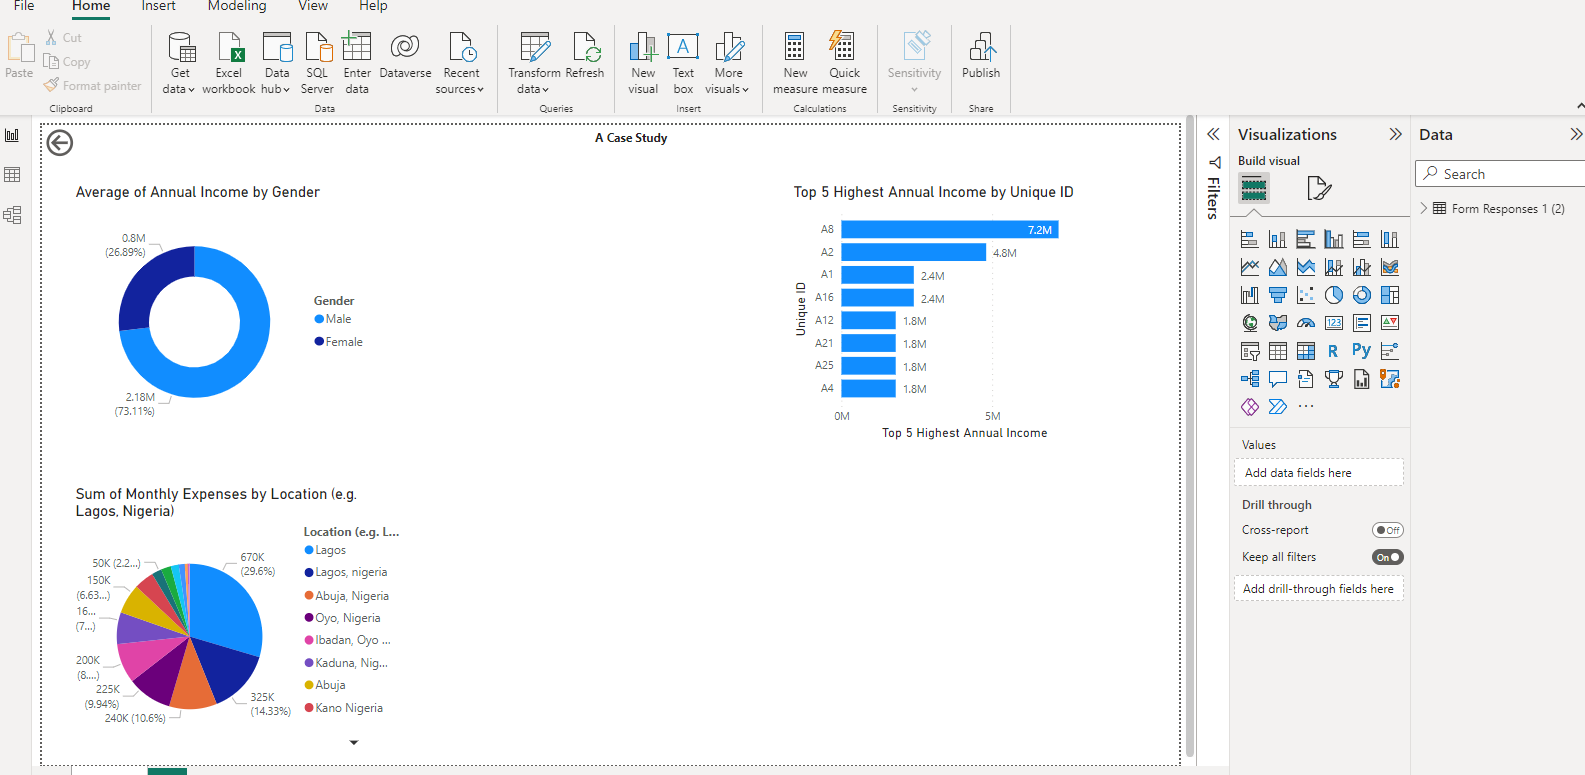 File Home Insert Modeling View Help
Paste
Cut
Copy
Format painter
Clipboard
Get data
Excel workbook
Data hub
SQL Server
Enter data
Dataverse
Recent sources
Data
Transform data
Refresh
Queries
New visual
Text box
More visuals
Insert
New measure
Quick measure
Calculations
Sensitivity
Sensitivity
Publish
Share
A Case Study
Average of Annual Income by Gender
0.8M
(26.89%)
2.18M
(73.11%)
Gender
Male
Female
Top 5 Highest Annual Income by Unique ID
Unique ID
A8 7.2M
A2 4.8M
A1 2.4M
A16 2.4M
A12 1.8M
A21 1.8M
A25 1.8M
A4 1.8M
0M 5M
Top 5 Highest Annual Income
Sum of Monthly Expenses by Location (e.g.
Lagos, Nigeria)
50K (2.2...)
150K
(6.63...)
16...
(7...)
200K
(8....)
225K
(9.94%)
240K (10.6%)
325K
(14.33%)
670K
(29.6%)
Location (e.g. L...
Lagos
Lagos, nigeria
Abuja, Nigeria
Oyo, Nigeria
Ibadan, Oyo ...
Kaduna, Nig...
Abuja
Kano Nigeria
Filters
Visualizations
Build visual
123
R
Py
Values
Add data fields here
Drill through
Cross-report Off
Keep all filters On
Add drill-through fields here
Data
Search
Form Responses 1 (2)